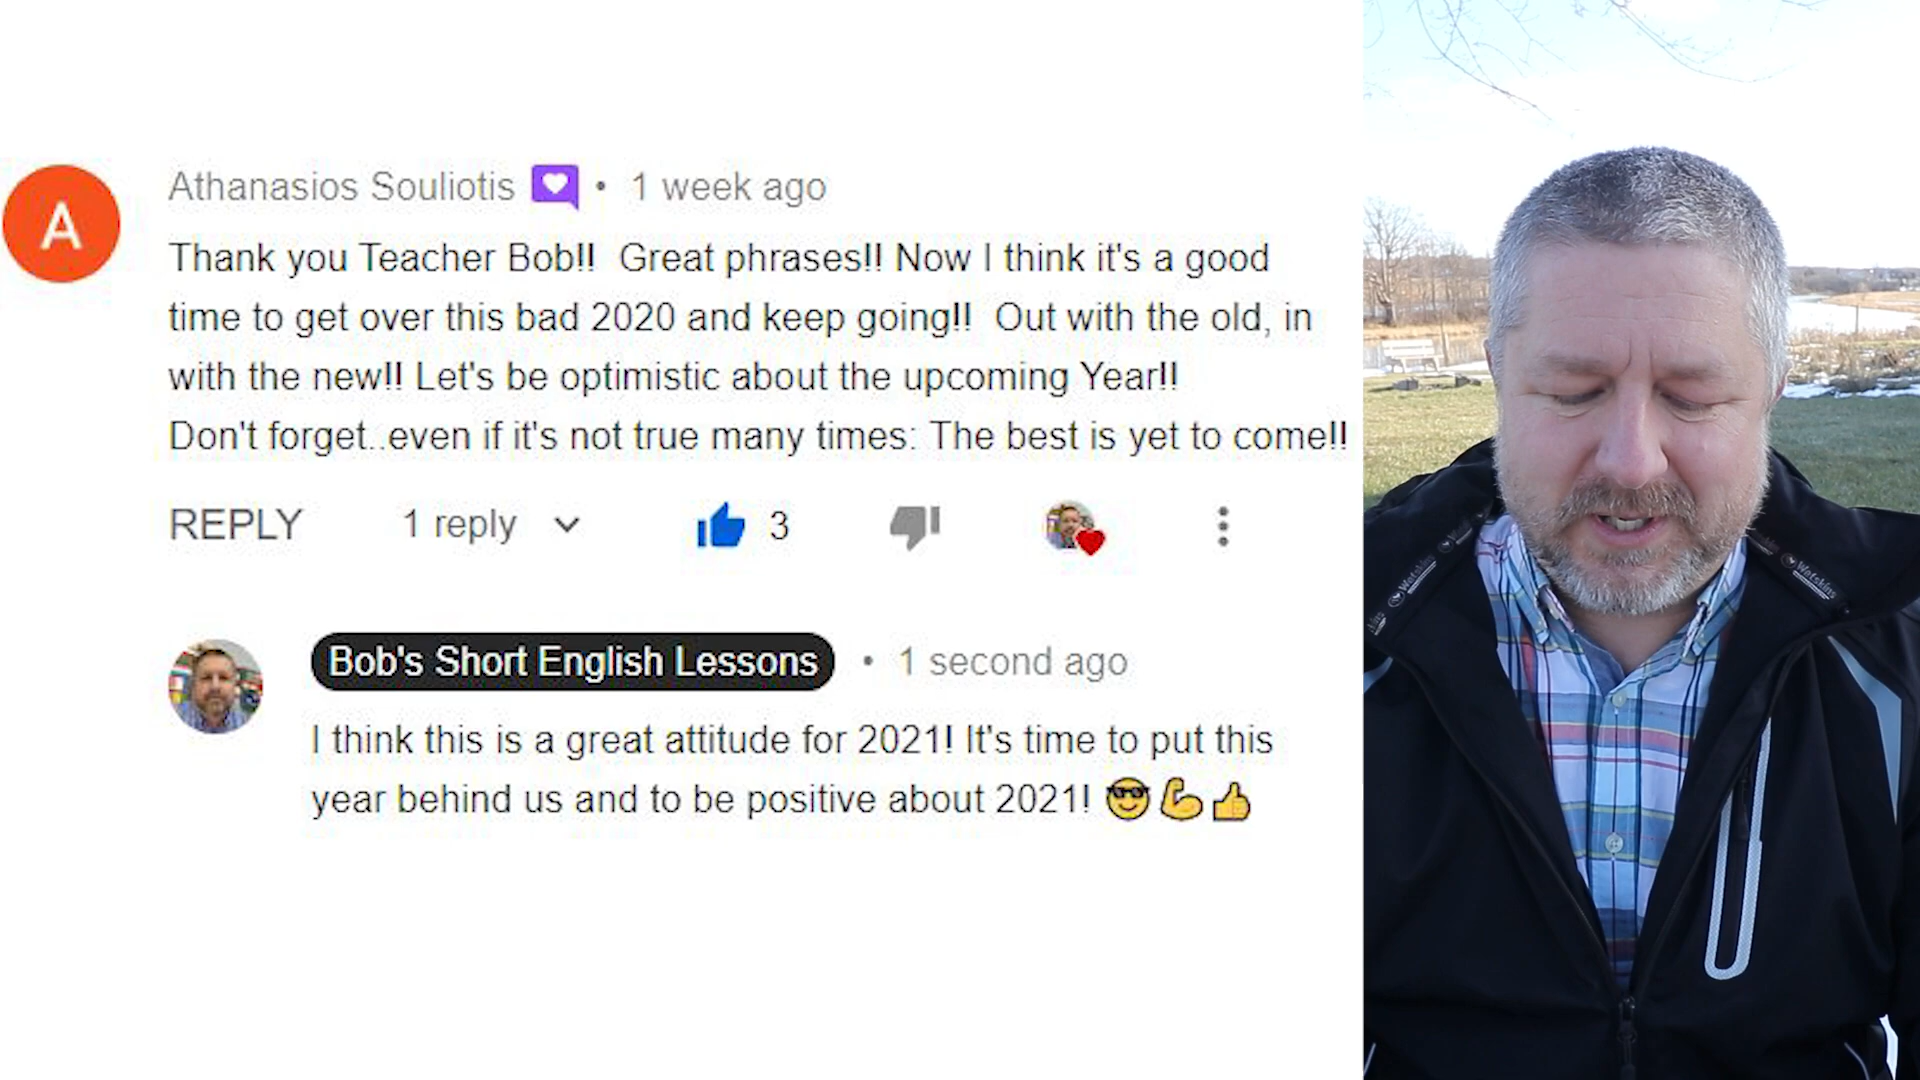 Athanasios Souliotis • 1 week ago
A
Thank you Teacher Bob!! Great phrases!! Now I think it's a good
time to get over this bad 2020 and keep going!! Out with the old, in
with the new!! Let's be optimistic about the upcoming Year!!
Don't forget..even if it's not true many times: The best is yet to come!!
REPLY 1 reply 3
Bob's Short English Lessons • 1 second ago
I think this is a great attitude for 2021! It's time to put this
year behind us and to be positive about 2021! 😎💪👍
Wetskins
Wetskins